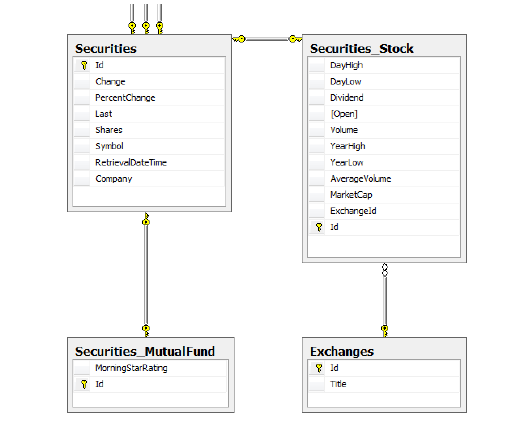 Securities
Id
Change
PercentChange
Last
Shares
Symbol
RetrievalDateTime
Company
Securities_Stock
DayHigh
DayLow
Dividend
[Open]
Volume
YearHigh
YearLow
AverageVolume
MarketCap
ExchangeId
Id
Securities_MutualFund
MorningStarRating
Id
Exchanges
Id
Title